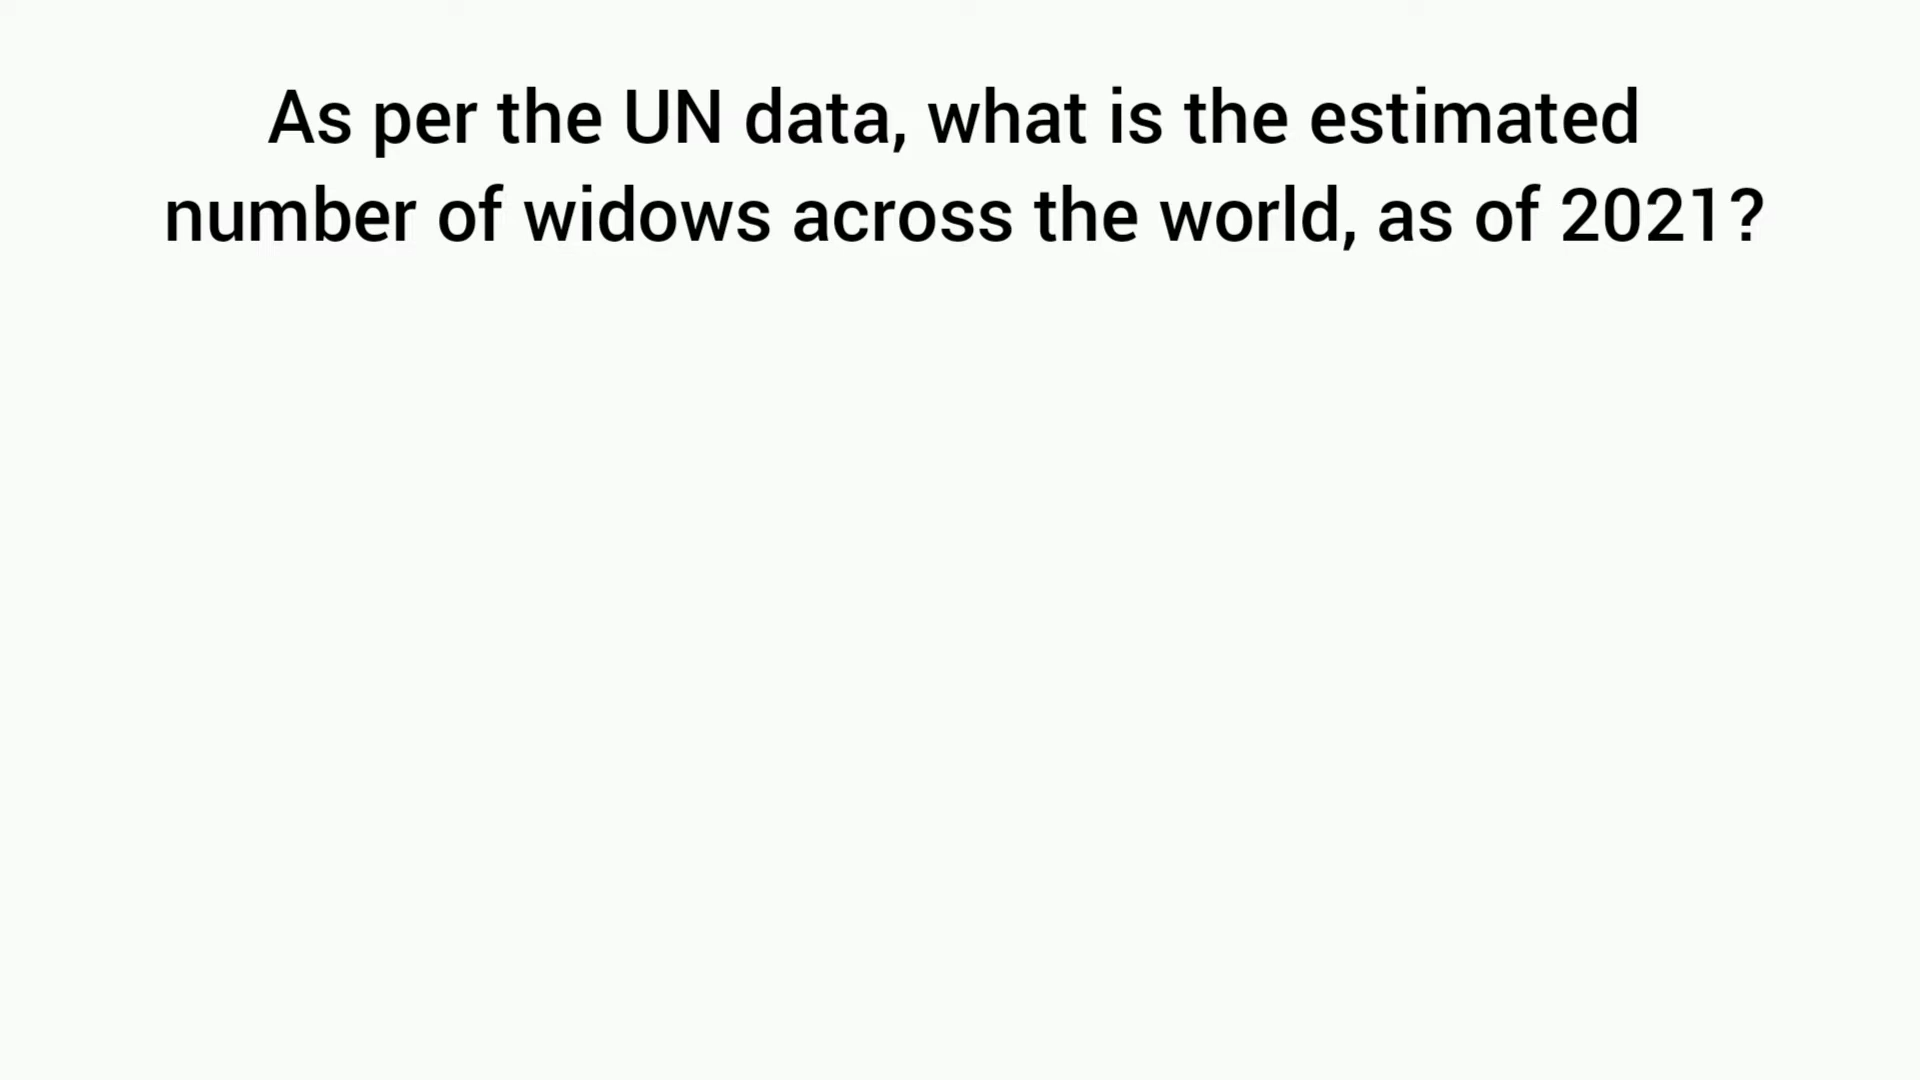 As per the UN data, what is the estimated
number of widows across the world, as of 2021?